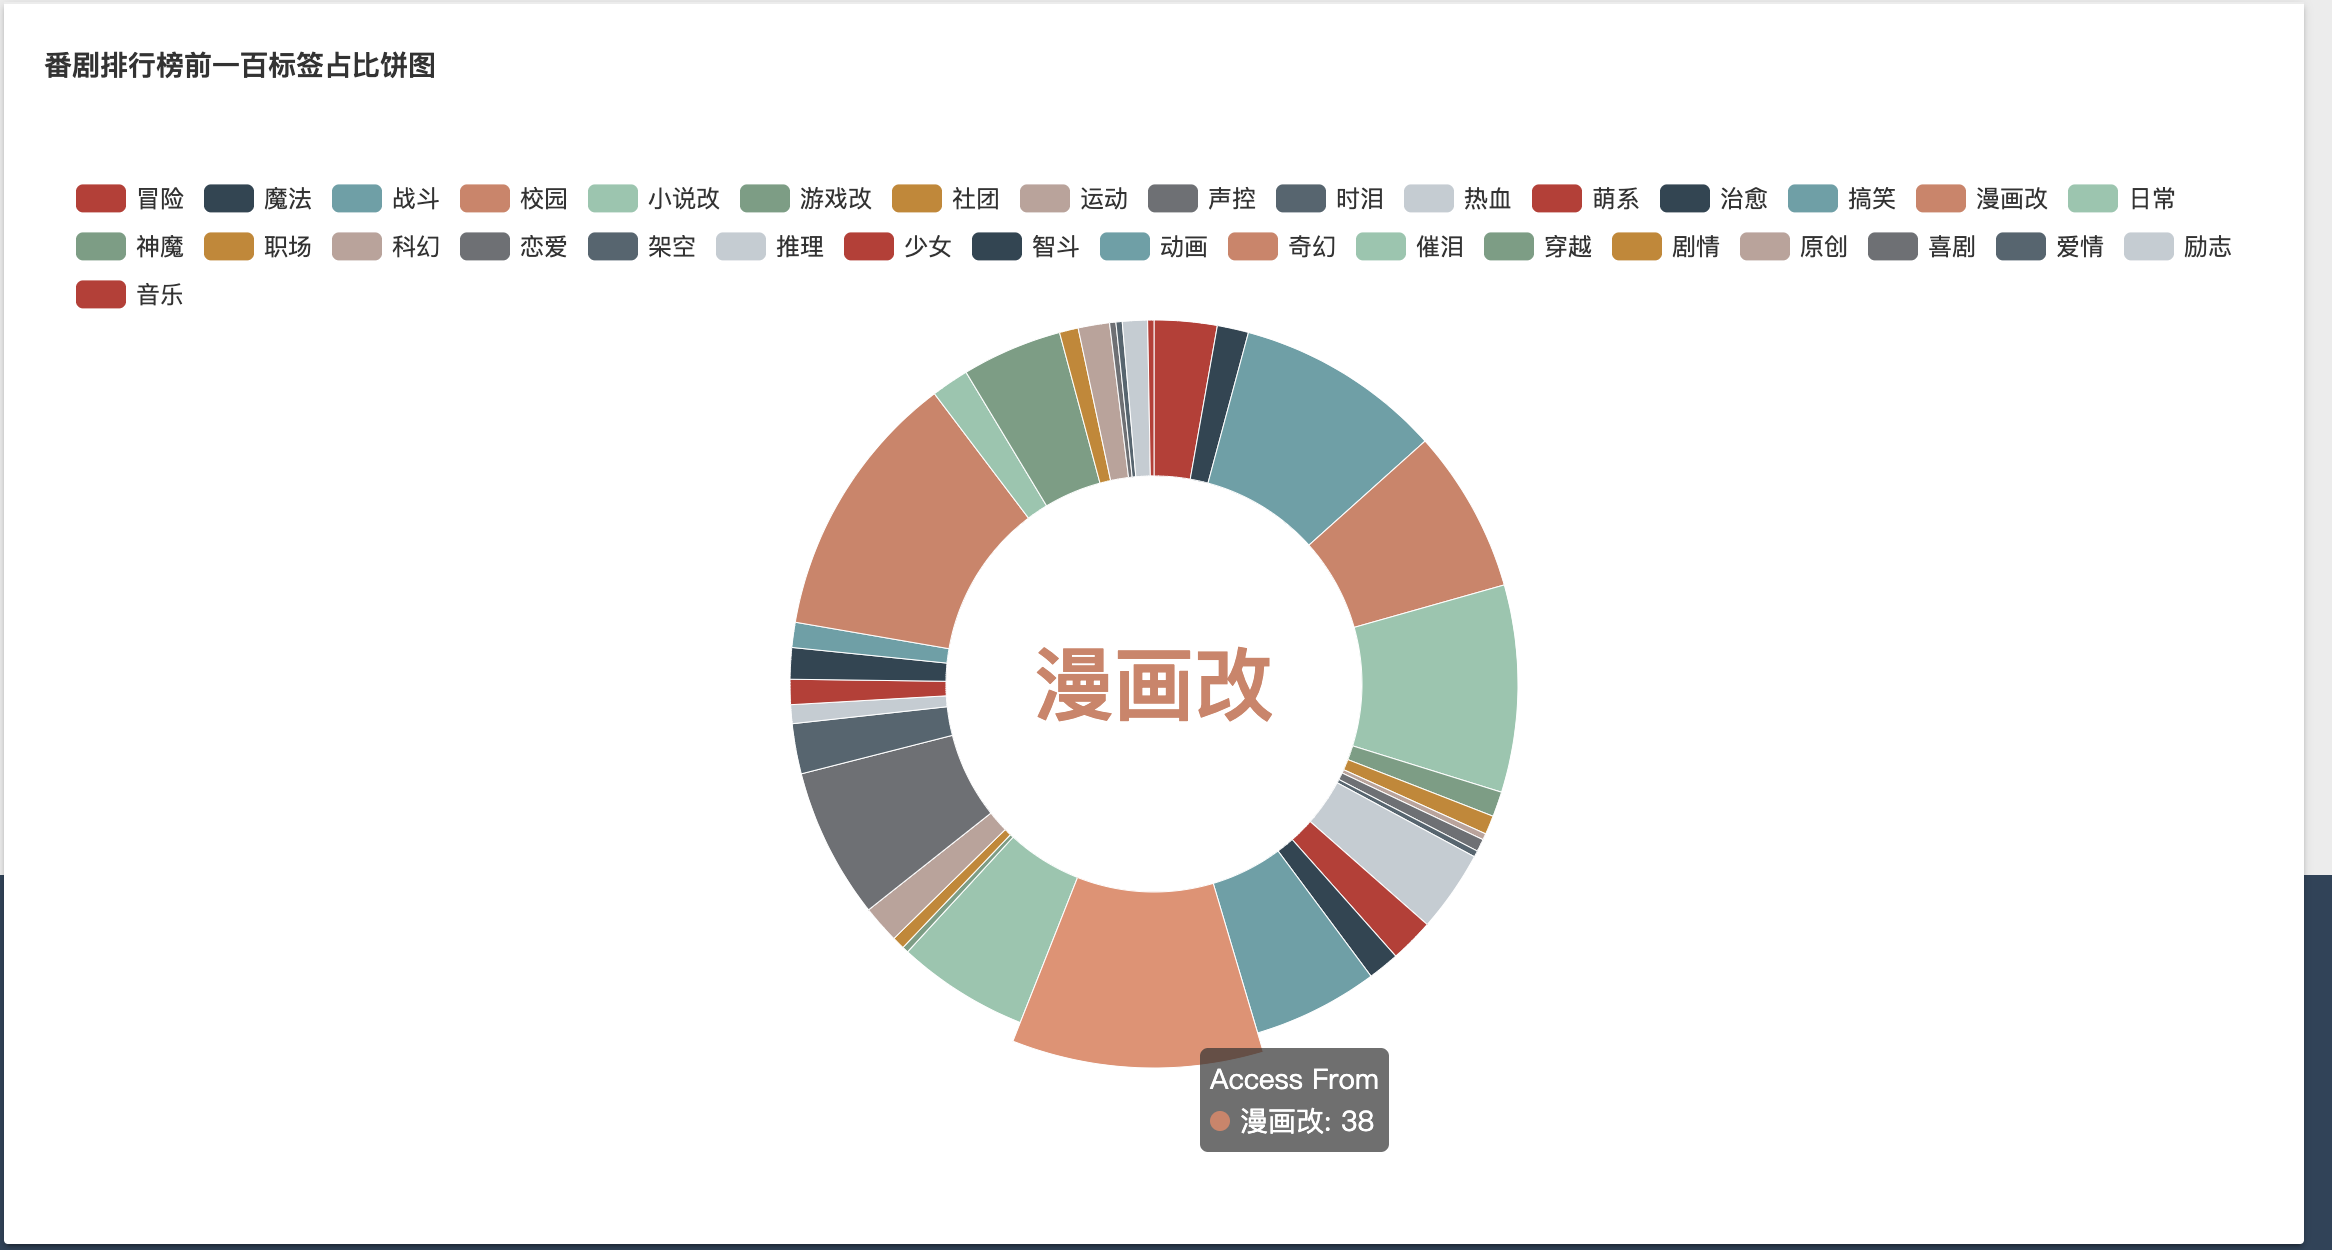 番剧排行榜前一百标签占比饼图
冒险 魔法 战斗 校园 小说改 游戏改 社团 运动 声控 时泪 热血 萌系 治愈 搞笑 漫画改 日常
神魔 职场 科幻 恋爱 架空 推理 少女 智斗 动画 奇幻 催泪 穿越 剧情 原创 喜剧 爱情 励志
音乐
漫画改
Access From
漫画改: 38